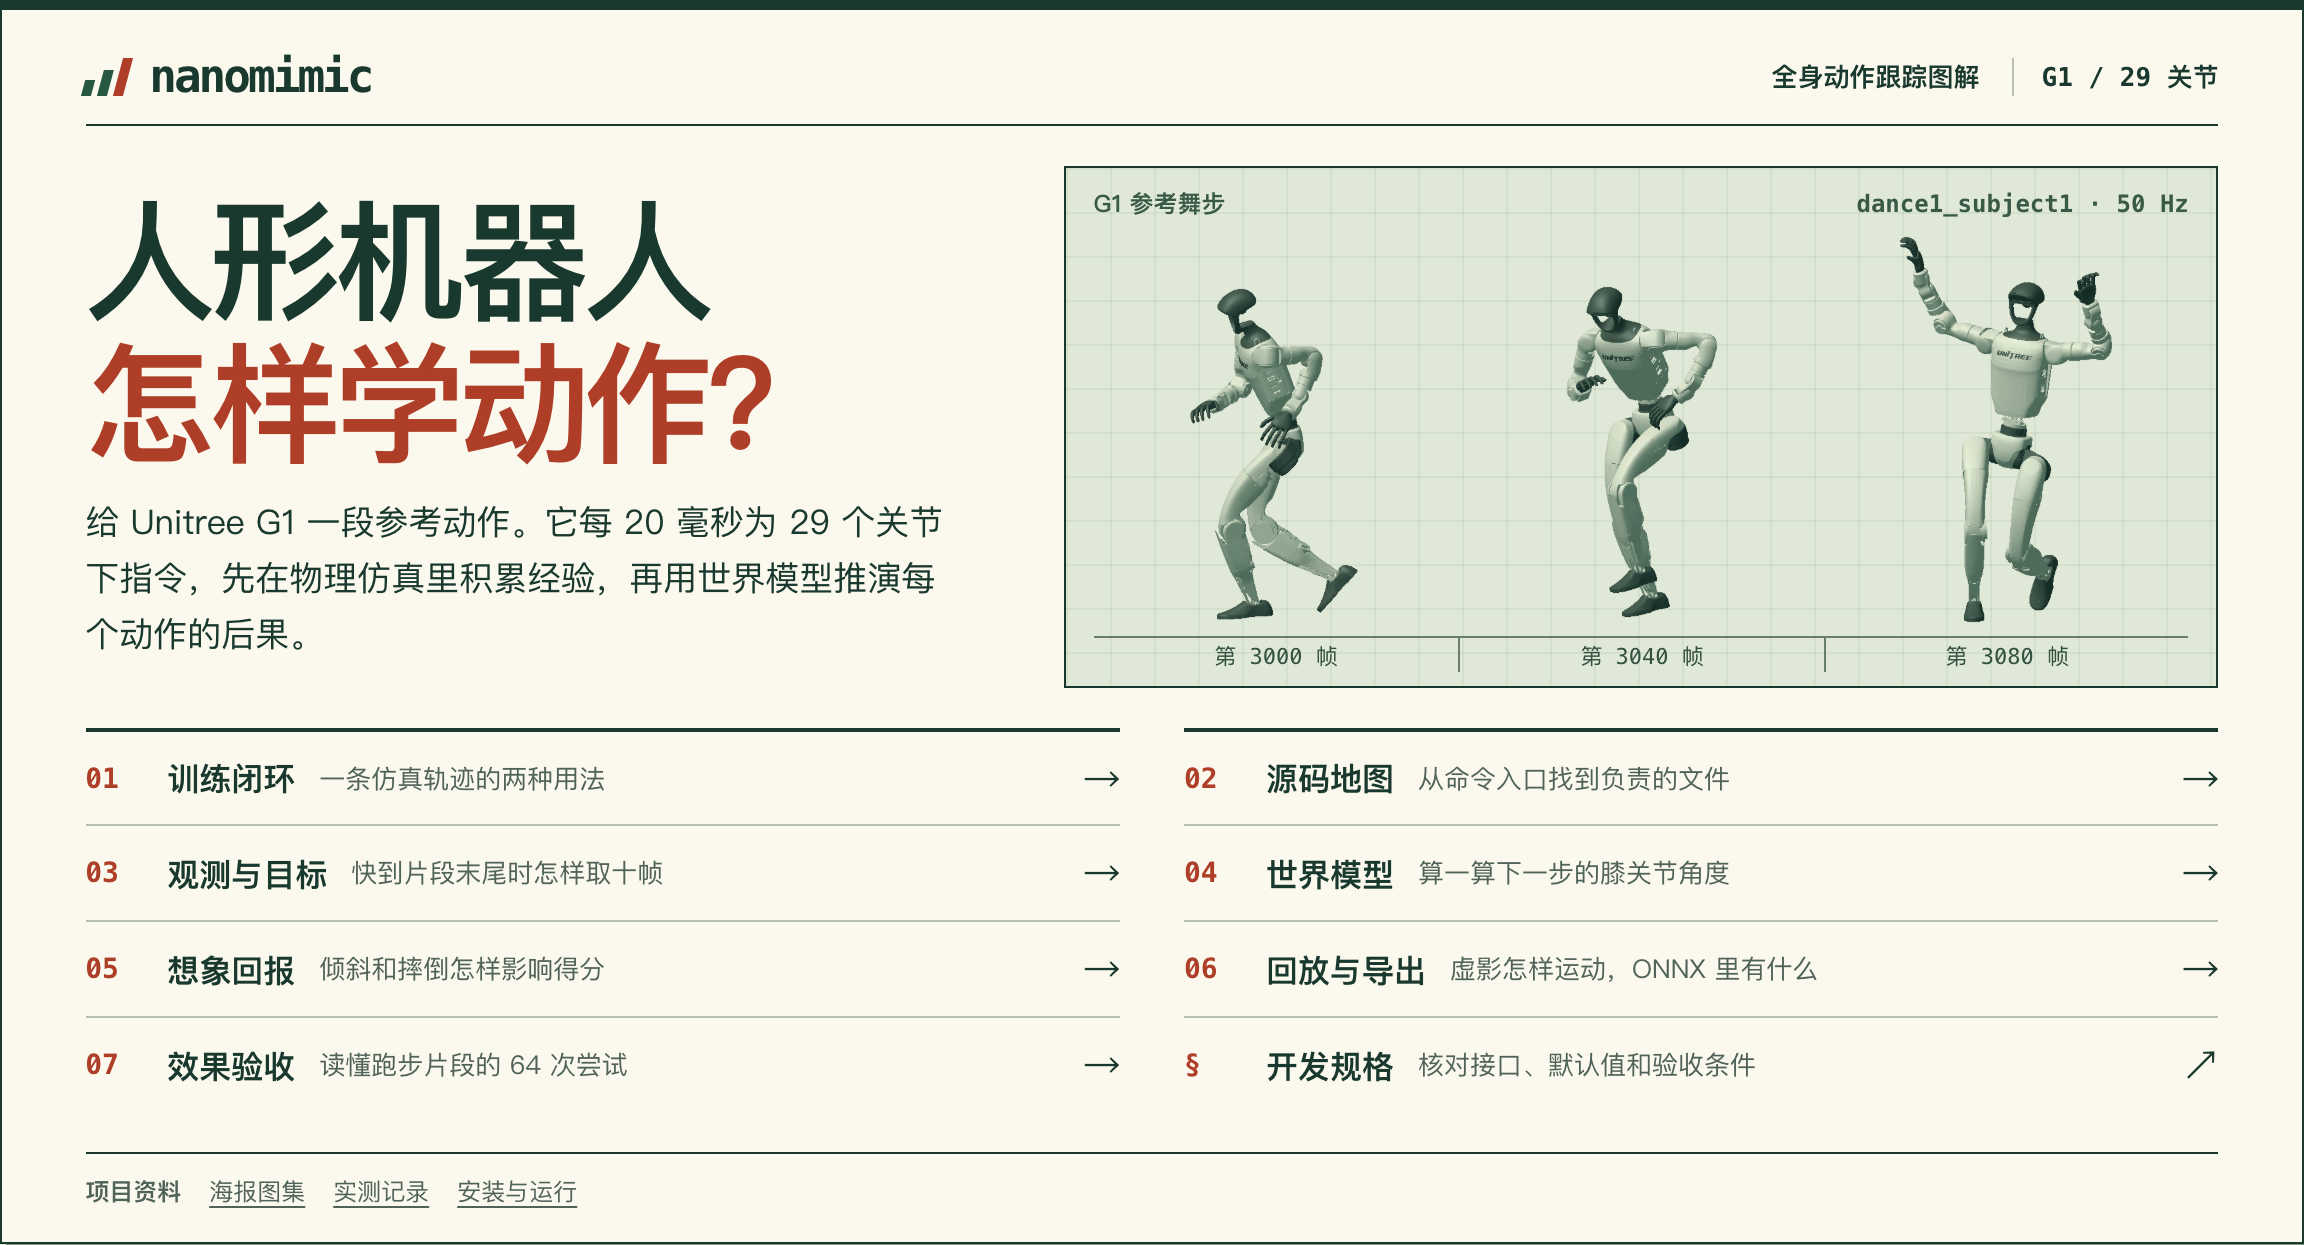 nanomimic
全身动作跟踪图解
G1 / 29 关节
人形机器人
怎样学动作?
给 Unitree G1 一段参考动作。它每 20 毫秒为 29 个关节
下指令，先在物理仿真里积累经验，再用世界模型推演每
个动作的后果。
G1 参考舞步
dance1_subject1 · 50 Hz
UNITREE
UNITREE
第 3000 帧
第 3040 帧
第 3080 帧
01 训练闭环 一条仿真轨迹的两种用法 →
02 源码地图 从命令入口找到负责的文件 →
03 观测与目标 快到片段末尾时怎样取十帧 →
04 世界模型 算一算下一步的膝关节角度 →
05 想象回报 倾斜和摔倒怎样影响得分 →
06 回放与导出 虚影怎样运动，ONNX 里有什么 →
07 效果验收 读懂跑步片段的 64 次尝试 →
§ 开发规格 核对接口、默认值和验收条件 ↗
项目资料 海报图集 实测记录 安装与运行